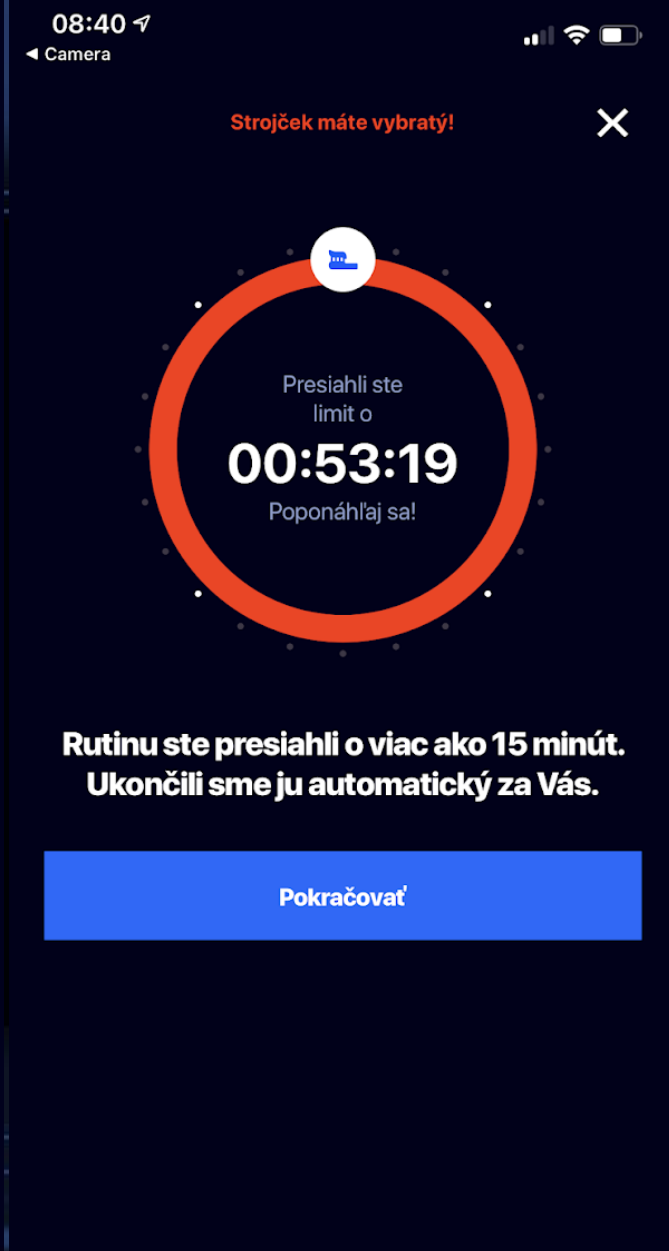 08:40
◀ Camera
Strojček máte vybratý!
Presiahli ste
limit o
00:53:19
Poponáhľaj sa!
Rutinu ste presiahli o viac ako 15 minút.
Ukončili sme ju automatický za Vás.
Pokračovať